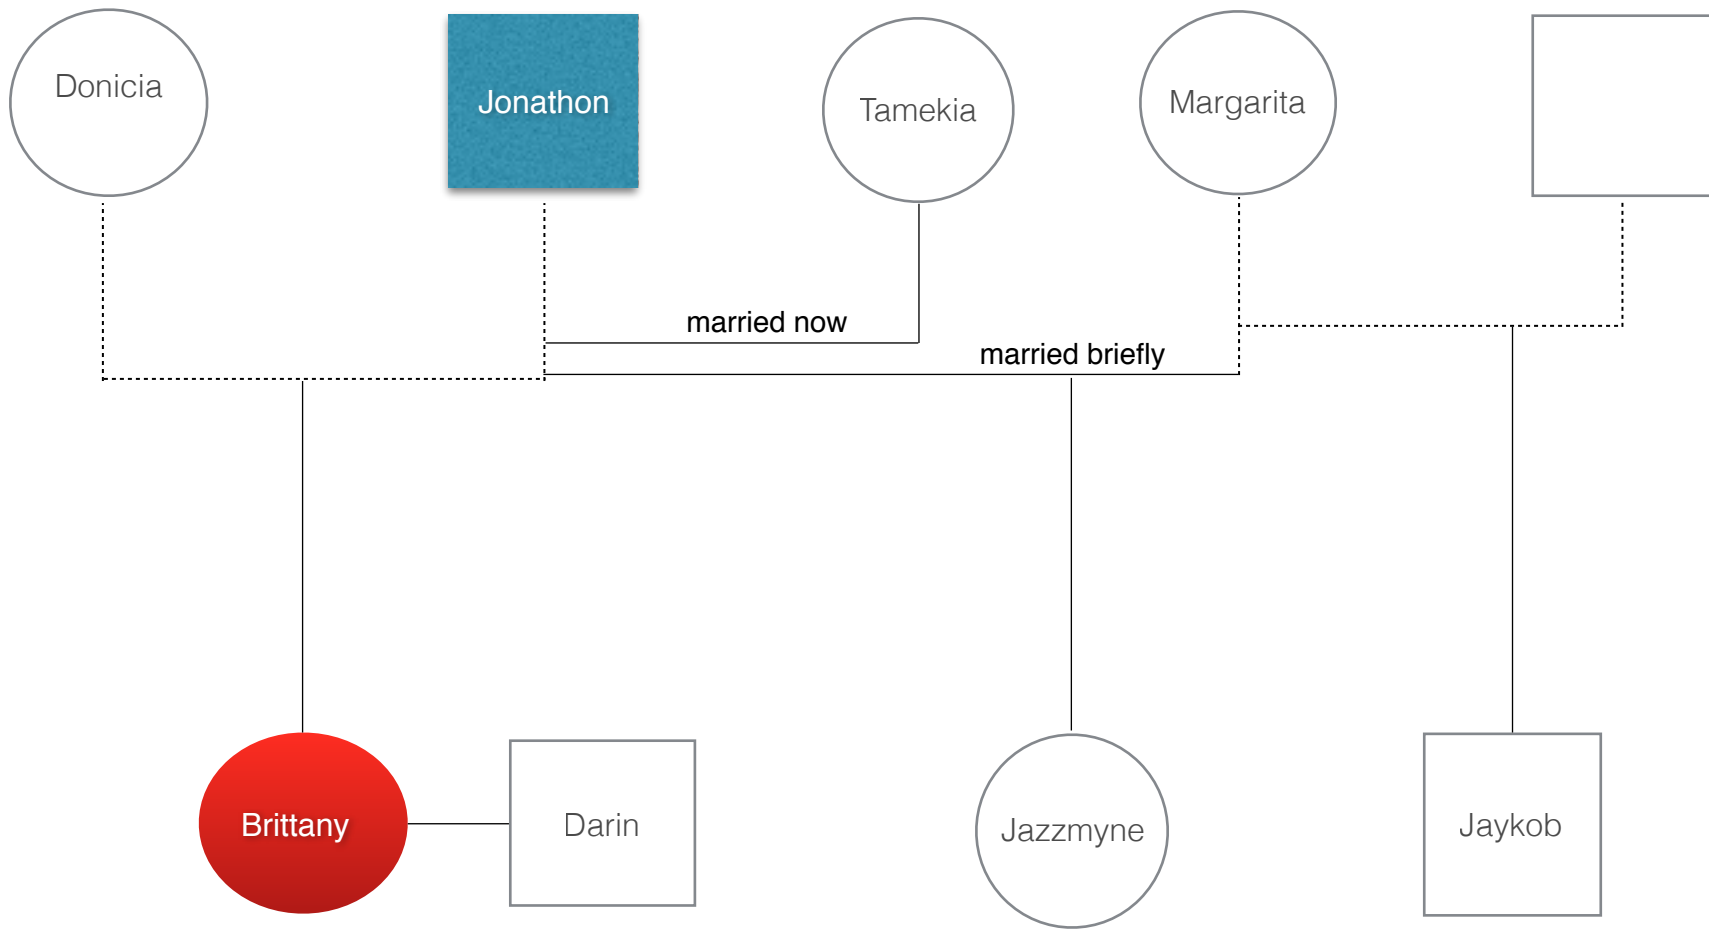 Donicia
Jonathon
Tamekia
Margarita
married now
married briefly
Brittany
Darin
Jazzmyne
Jaykob